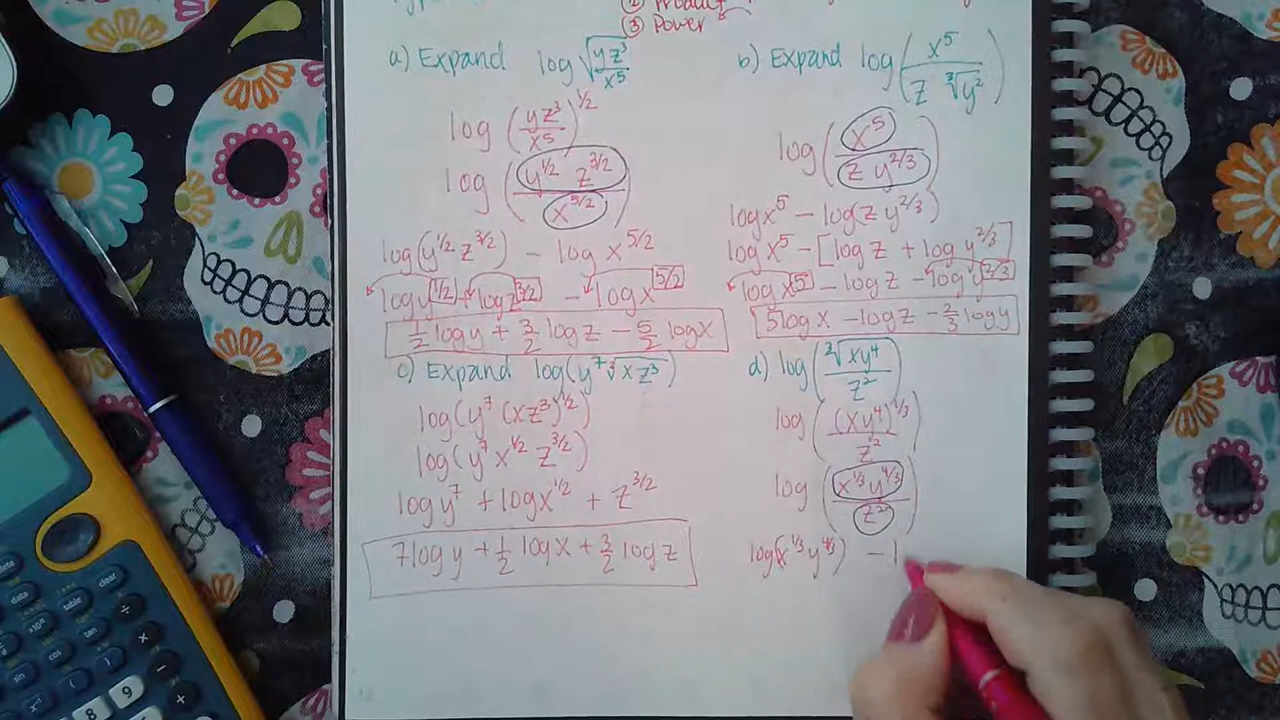 ② Product
③ Power
a) Expand log √(yz³/x⁵)
log (yz³/x⁵)^1/2
log (y^1/2 z^3/2 / x^5/2)
log(y^1/2 z^3/2) − log x^5/2
log y^1/2 + log z^3/2 − log x^5/2
1/2 log y + 3/2 log z − 5/2 log x
b) Expand log (x⁵ / z ∛y²)
log (x⁵ / z y^2/3)
log x⁵ − log(z y^2/3)
log x⁵ − [log z + log y^2/3]
log x⁵ − log z − log y^2/3
5 log x − log z − 2/3 log y
c) Expand log(y⁷ √xz³)
log(y⁷ (xz³)^1/2)
log(y⁷ x^1/2 z^3/2)
log y⁷ + log x^1/2 + z^3/2
7 log y + 1/2 log x + 3/2 log z
d) log (∛xy⁴ / z²)
log ((xy⁴)^1/3 / z²)
log (x^1/3 y^4/3 / z²)
log(x^1/3 y^4/3) − l
9
8